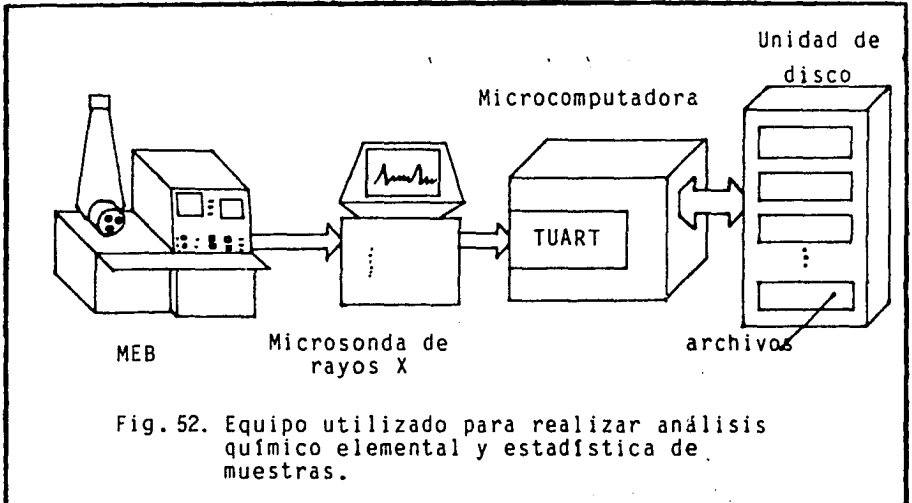 Unidad de
disco
Microcomputadora
TUART
MEB
Microsonda de
rayos X
archivos
Fig. 52. Equipo utilizado para realizar análisis
químico elemental y estadística de
muestras.